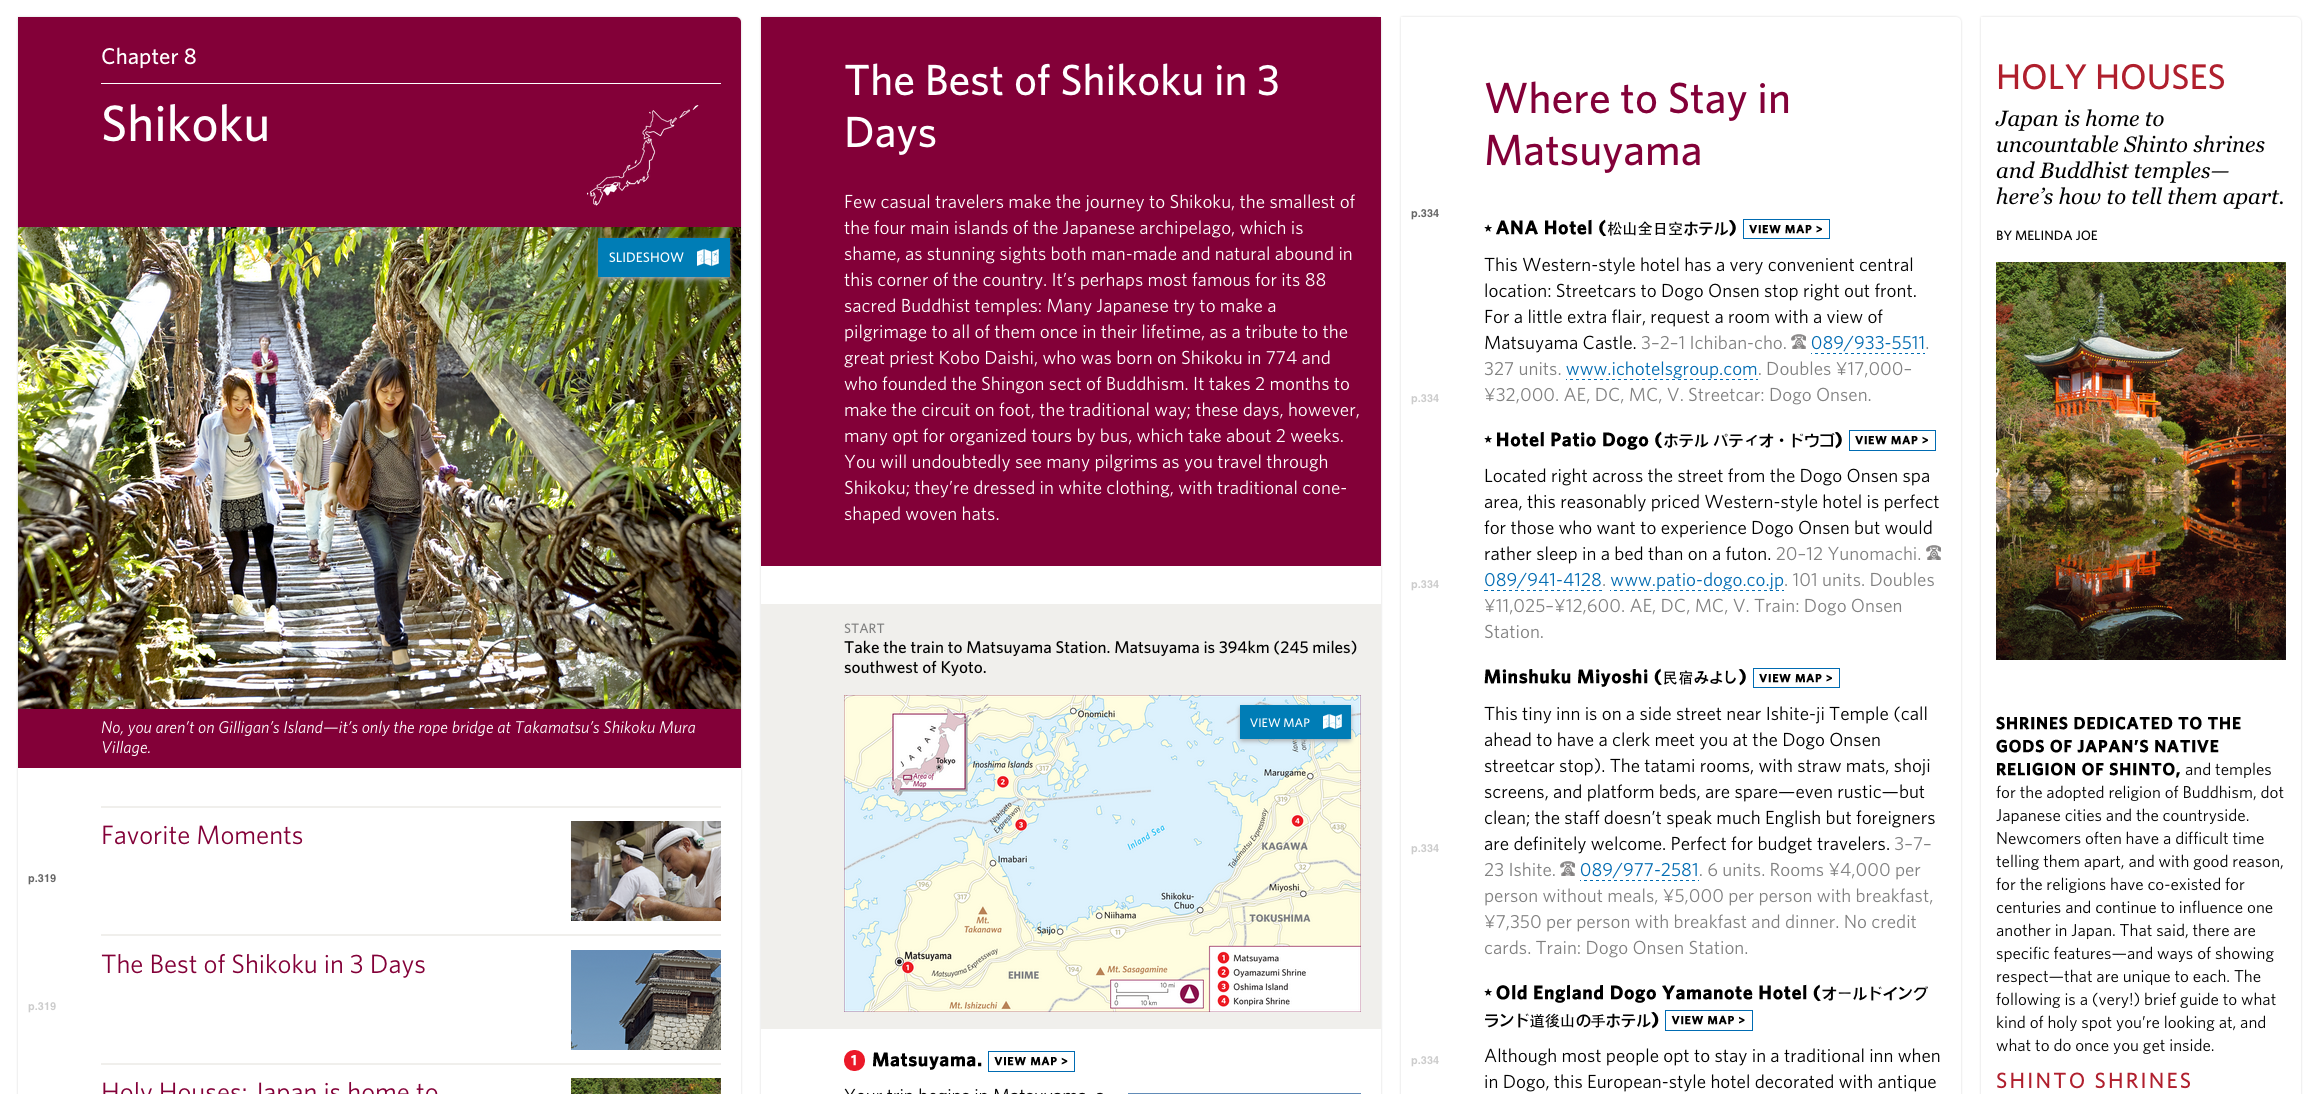 Chapter 8
Shikoku
SLIDESHOW
No, you aren't on Gilligan's Island—it's only the rope bridge at Takamatsu's Shikoku Mura
Village.
Favorite Moments
p.319
The Best of Shikoku in 3 Days
p.319
Holy Houses: Japan is home to
The Best of Shikoku in 3
Days
Few casual travelers make the journey to Shikoku, the smallest of
the four main islands of the Japanese archipelago, which is
shame, as stunning sights both man-made and natural abound in
this corner of the country. It's perhaps most famous for its 88
sacred Buddhist temples: Many Japanese try to make a
pilgrimage to all of them once in their lifetime, as a tribute to the
great priest Kobo Daishi, who was born on Shikoku in 774 and
who founded the Shingon sect of Buddhism. It takes 2 months to
make the circuit on foot, the traditional way; these days, however,
many opt for organized tours by bus, which take about 2 weeks.
You will undoubtedly see many pilgrims as you travel through
Shikoku; they're dressed in white clothing, with traditional cone-
shaped woven hats.
START
Take the train to Matsuyama Station. Matsuyama is 394km (245 miles)
southwest of Kyoto.
VIEW MAP
JAPAN
Tokyo
Area of
Map
Onomichi
Inoshima Islands
2
317
Nishiseto
Expressway
3
Marugame
319
4
438
Inland Sea
Takamatsu Expressway
KAGAWA
Imabari
196
317
Mt.
Takanawa
Niihama
Saijo
11
Shikoku-
Chuo
Miyoshi
TOKUSHIMA
Matsuyama
1
Matsuyama Expressway
EHIME
194
Mt. Sasagamine
Mt. Ishizuchi
0 10 mi
0 10 km
1 Matsuyama
2 Oyamazumi Shrine
3 Oshima Island
4 Konpira Shrine
1 Matsuyama. VIEW MAP >
Your trip begins in Matsuyama, a
Where to Stay in
Matsuyama
p.334
★ ANA Hotel (松山全日空ホテル) VIEW MAP >
This Western-style hotel has a very convenient central
location: Streetcars to Dogo Onsen stop right out front.
For a little extra flair, request a room with a view of
Matsuyama Castle. 3–2–1 Ichiban-cho. ☎ 089/933-5511.
327 units. www.ichotelsgroup.com. Doubles ¥17,000–
¥32,000. AE, DC, MC, V. Streetcar: Dogo Onsen.
p.334
★ Hotel Patio Dogo (ホテル パティオ・ドウゴ) VIEW MAP >
Located right across the street from the Dogo Onsen spa
area, this reasonably priced Western-style hotel is perfect
for those who want to experience Dogo Onsen but would
rather sleep in a bed than on a futon. 20–12 Yunomachi. ☎
089/941-4128. www.patio-dogo.co.jp. 101 units. Doubles
¥11,025–¥12,600. AE, DC, MC, V. Train: Dogo Onsen
Station.
p.334
Minshuku Miyoshi (民宿みよし) VIEW MAP >
This tiny inn is on a side street near Ishite-ji Temple (call
ahead to have a clerk meet you at the Dogo Onsen
streetcar stop). The tatami rooms, with straw mats, shoji
screens, and platform beds, are spare—even rustic—but
clean; the staff doesn't speak much English but foreigners
are definitely welcome. Perfect for budget travelers. 3–7–
23 Ishite. ☎ 089/977-2581. 6 units. Rooms ¥4,000 per
person without meals, ¥5,000 per person with breakfast,
¥7,350 per person with breakfast and dinner. No credit
cards. Train: Dogo Onsen Station.
p.334
★ Old England Dogo Yamanote Hotel (オールドイング
ランド道後山の手ホテル) VIEW MAP >
p.334
Although most people opt to stay in a traditional inn when
in Dogo, this European-style hotel decorated with antique
HOLY HOUSES
Japan is home to
uncountable Shinto shrines
and Buddhist temples—
here's how to tell them apart.
BY MELINDA JOE
SHRINES DEDICATED TO THE
GODS OF JAPAN'S NATIVE
RELIGION OF SHINTO, and temples
for the adopted religion of Buddhism, dot
Japanese cities and the countryside.
Newcomers often have a difficult time
telling them apart, and with good reason,
for the religions have co-existed for
centuries and continue to influence one
another in Japan. That said, there are
specific features—and ways of showing
respect—that are unique to each. The
following is a (very!) brief guide to what
kind of holy spot you're looking at, and
what to do once you get inside.
SHINTO SHRINES